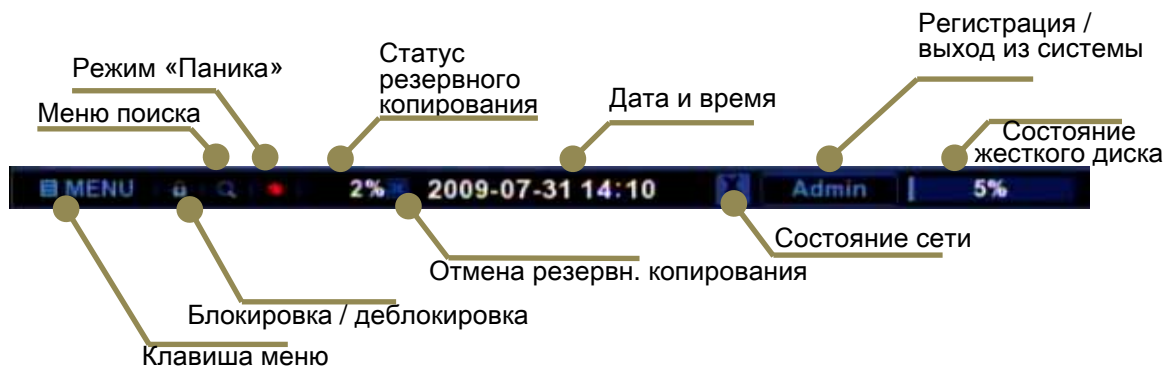 Регистрация /
выход из системы
Статус
резервного
копирования
Режим «Паника»
Дата и время
Меню поиска
Состояние
жесткого диска
MENU 2% 2009-07-31 14:10 Admin 5%
Состояние сети
Отмена резервн. копирования
Блокировка / деблокировка
Клавиша меню